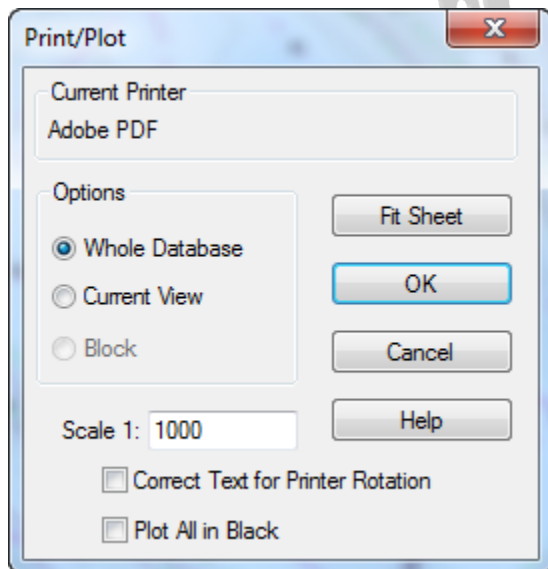 Print/Plot
Current Printer
Adobe PDF
Options
Whole Database
Current View
Block
Fit Sheet
OK
Cancel
Help
Scale 1: 1000
Correct Text for Printer Rotation
Plot All in Black